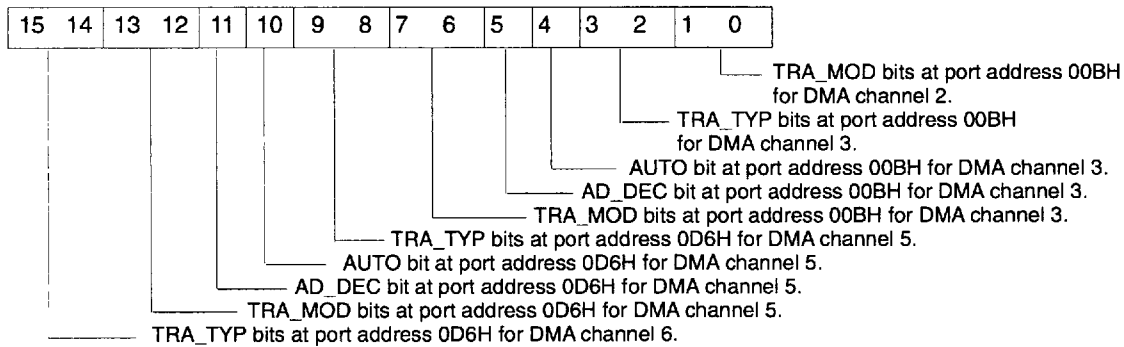 15 14 13 12 11 10 9 8 7 6 5 4 3 2 1 0
TRA_MOD bits at port address 00BH
for DMA channel 2.
TRA_TYP bits at port address 00BH
for DMA channel 3.
AUTO bit at port address 00BH for DMA channel 3.
AD_DEC bit at port address 00BH for DMA channel 3.
TRA_MOD bits at port address 00BH for DMA channel 3.
TRA_TYP bits at port address 0D6H for DMA channel 5.
AUTO bit at port address 0D6H for DMA channel 5.
AD_DEC bit at port address 0D6H for DMA channel 5.
TRA_MOD bits at port address 0D6H for DMA channel 5.
TRA_TYP bits at port address 0D6H for DMA channel 6.